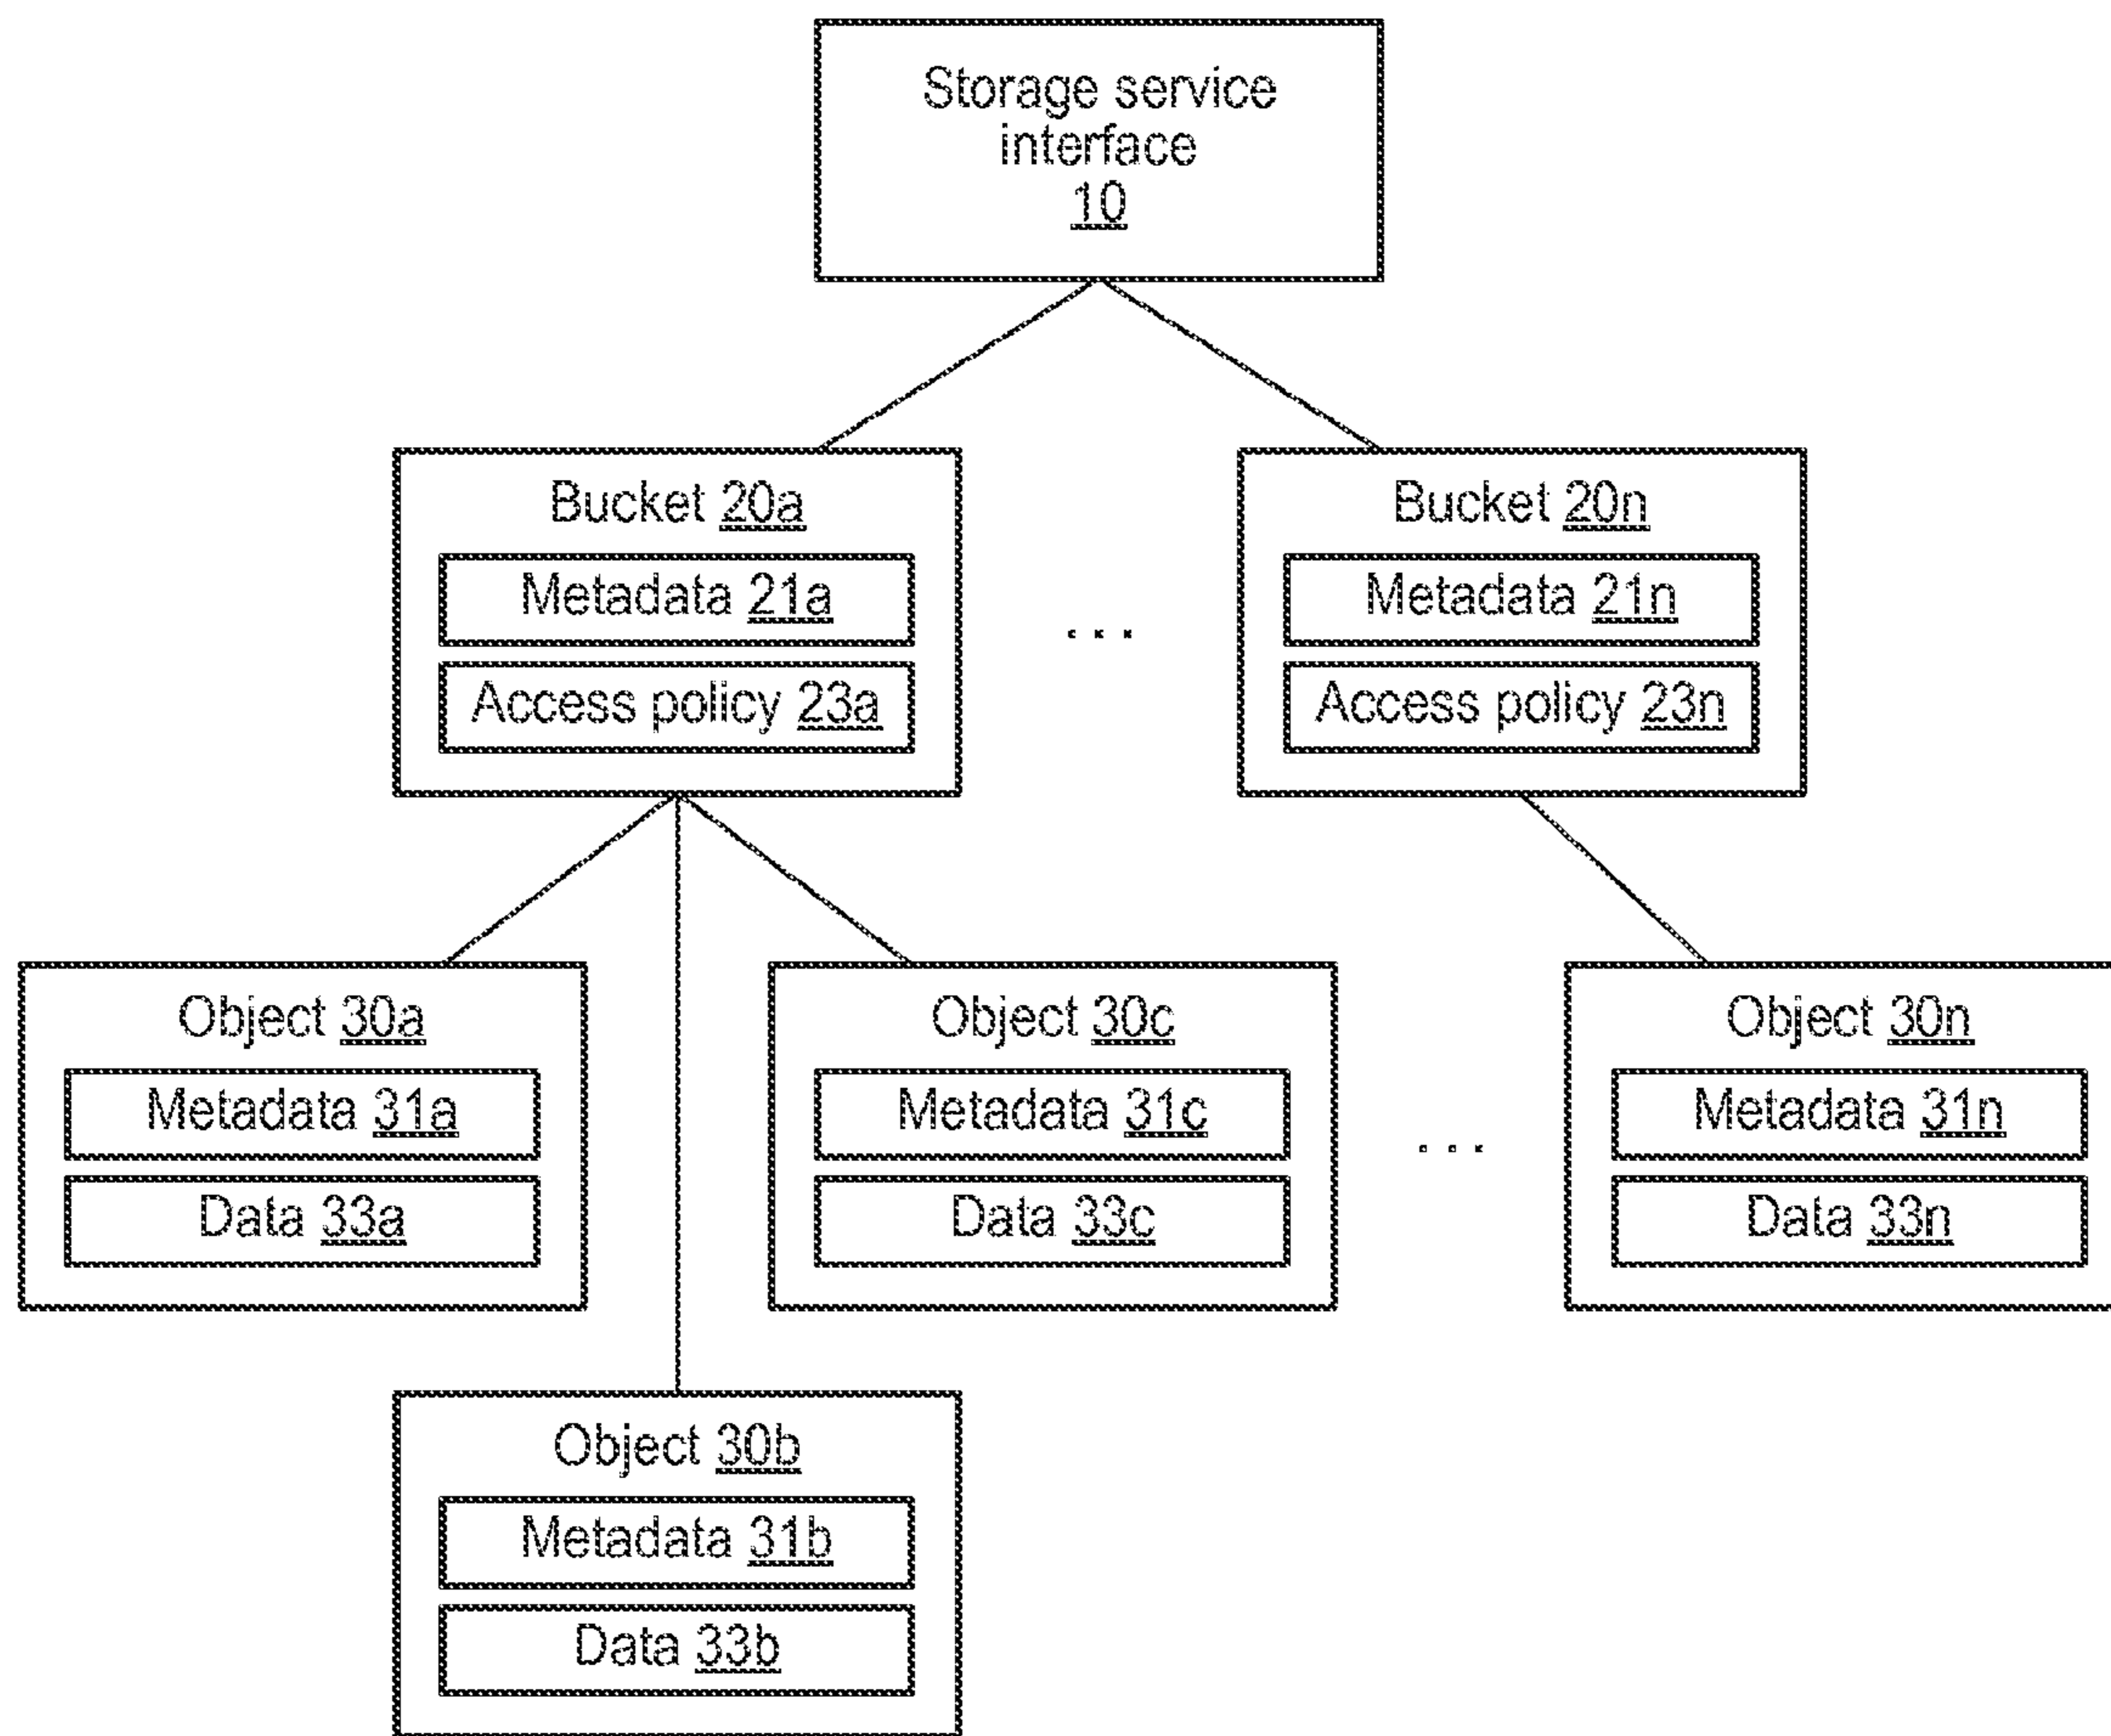 Storage service
interface
10
Bucket 20a
Metadata 21a
Access policy 23a
. . .
Bucket 20n
Metadata 21n
Access policy 23n
Object 30a
Metadata 31a
Data 33a
Object 30c
Metadata 31c
Data 33c
. . .
Object 30n
Metadata 31n
Data 33n
Object 30b
Metadata 31b
Data 33b